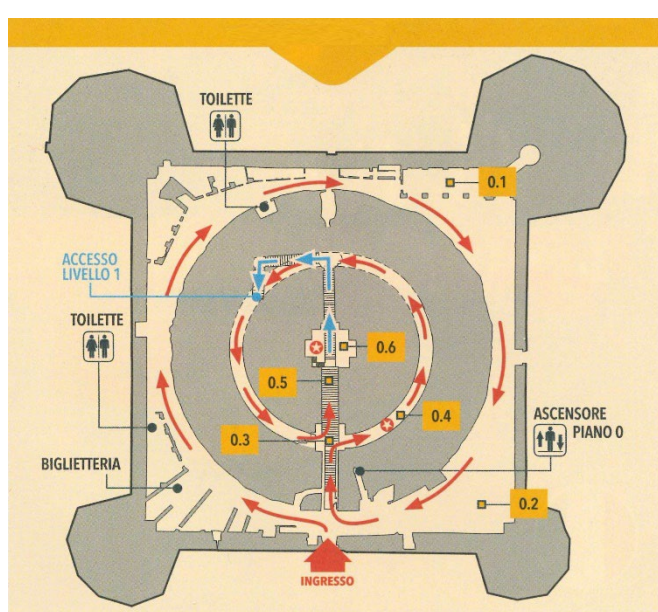 TOILETTE
0.1
ACCESSO
LIVELLO 1
TOILETTE
0.6
0.5
0.4
0.3
ASCENSORE
PIANO 0
BIGLIETTERIA
0.2
INGRESSO